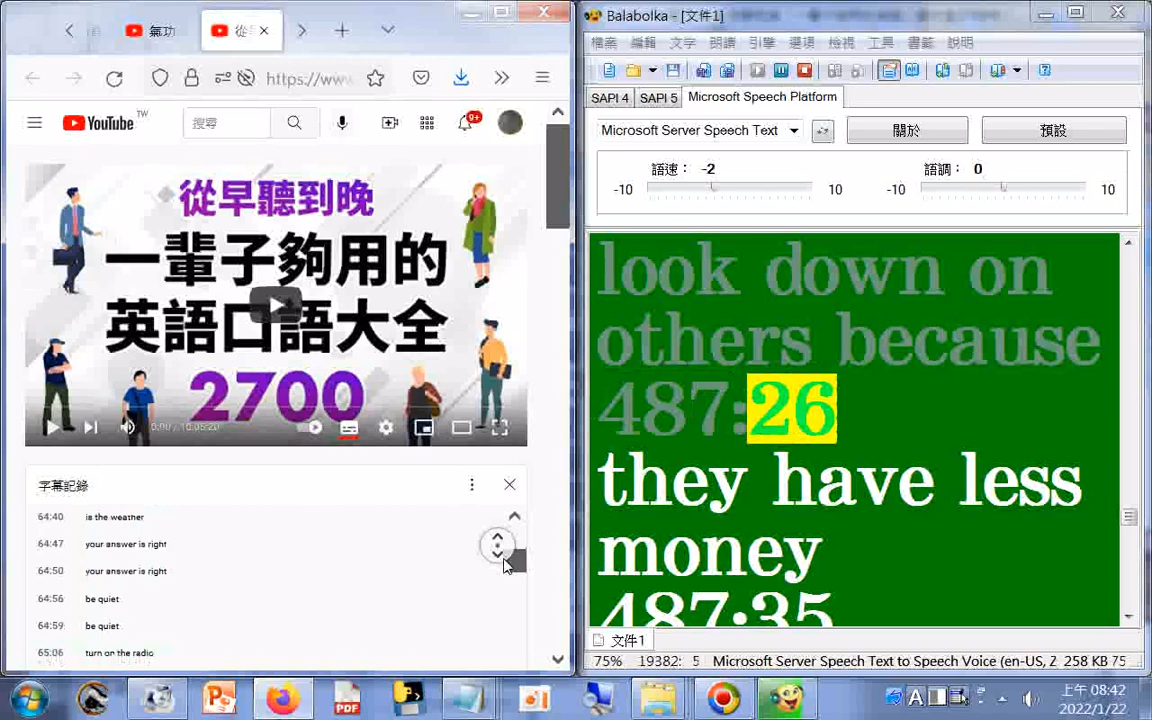 氣功
從
https://www
YouTube TW
搜尋
9+
從早聽到晚
一輩子夠用的
英語口語大全
2700
0:00 / 10:05:20
字幕記錄
64:40 is the weather
64:47 your answer is right
64:50 your answer is right
64:56 be quiet
64:59 be quiet
65:06 turn on the radio
Balabolka - [文件1]
檔案 編輯 文字 朗讀 引擎 選項 檢視 工具 書籤 說明
SAPI 4 SAPI 5 Microsoft Speech Platform
Microsoft Server Speech Text 關於 預設
語速： -2 語調： 0
-10 10 -10 10
look down on
others because
487:26
they have less
money
487:35
文件1
75% 19382: 5 Microsoft Server Speech Text to Speech Voice (en-US, Z 258 KB 75
PDF
A
上午 08:42
2022/1/22